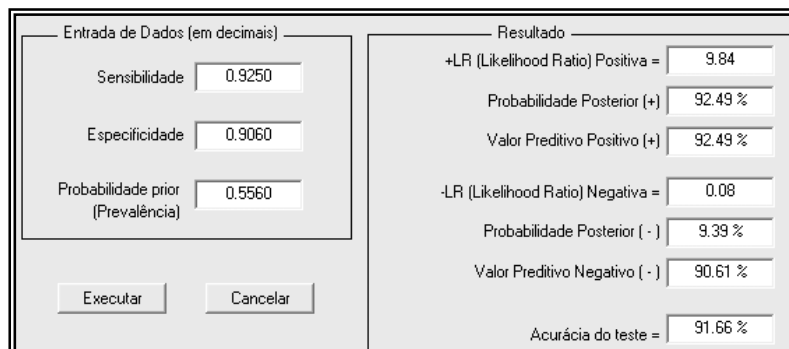 Entrada de Dados (em decimais)
Sensibilidade 0.9250
Especificidade 0.9060
Probabilidade prior 0.5560
(Prevalência)
Executar Cancelar
Resultado
+LR (Likelihood Ratio) Positiva = 9.84
Probabilidade Posterior (+) 92.49 %
Valor Preditivo Positivo (+) 92.49 %
-LR (Likelihood Ratio) Negativa = 0.08
Probabilidade Posterior ( - ) 9.39 %
Valor Preditivo Negativo ( - ) 90.61 %
Acurácia do teste = 91.66 %